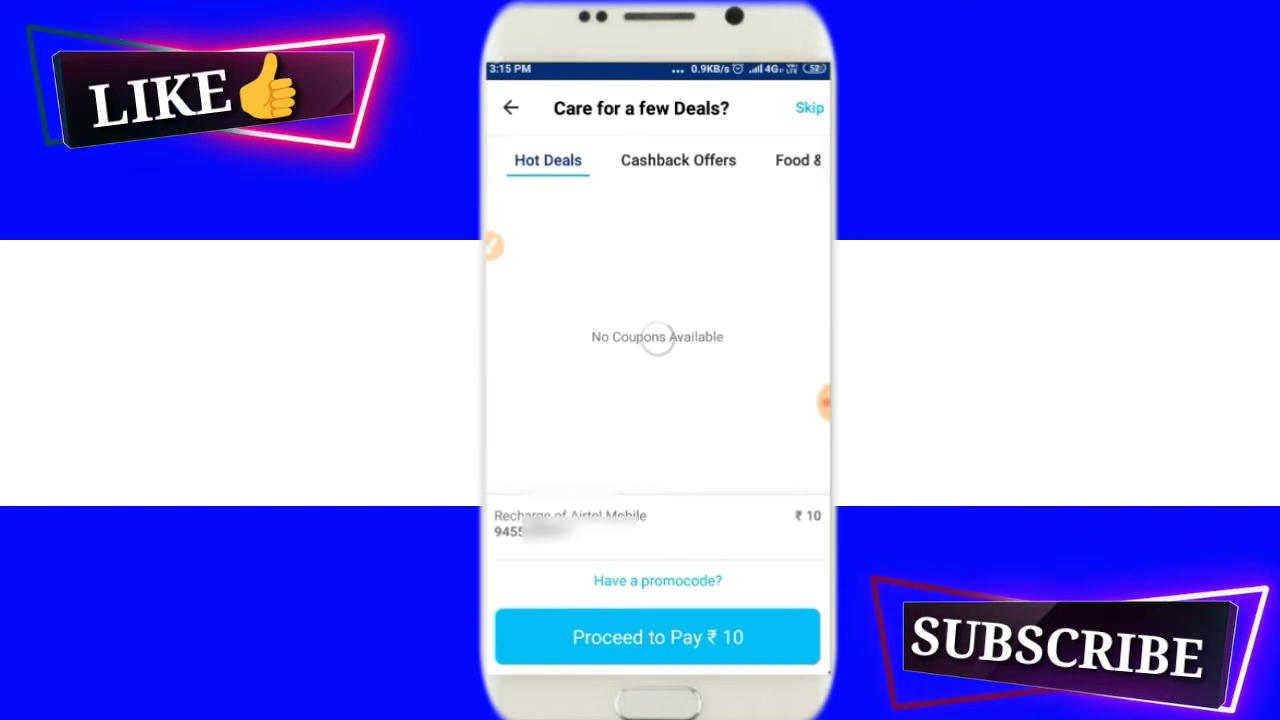 LIKE
3:15 PM
0.9KB/s 4G
52
Care for a few Deals?
Skip
Hot Deals
Cashback Offers
Food &
No Coupons Available
Recharge of Airtel Mobile
₹ 10
9455
Have a promocode?
Proceed to Pay ₹ 10
SUBSCRIBE